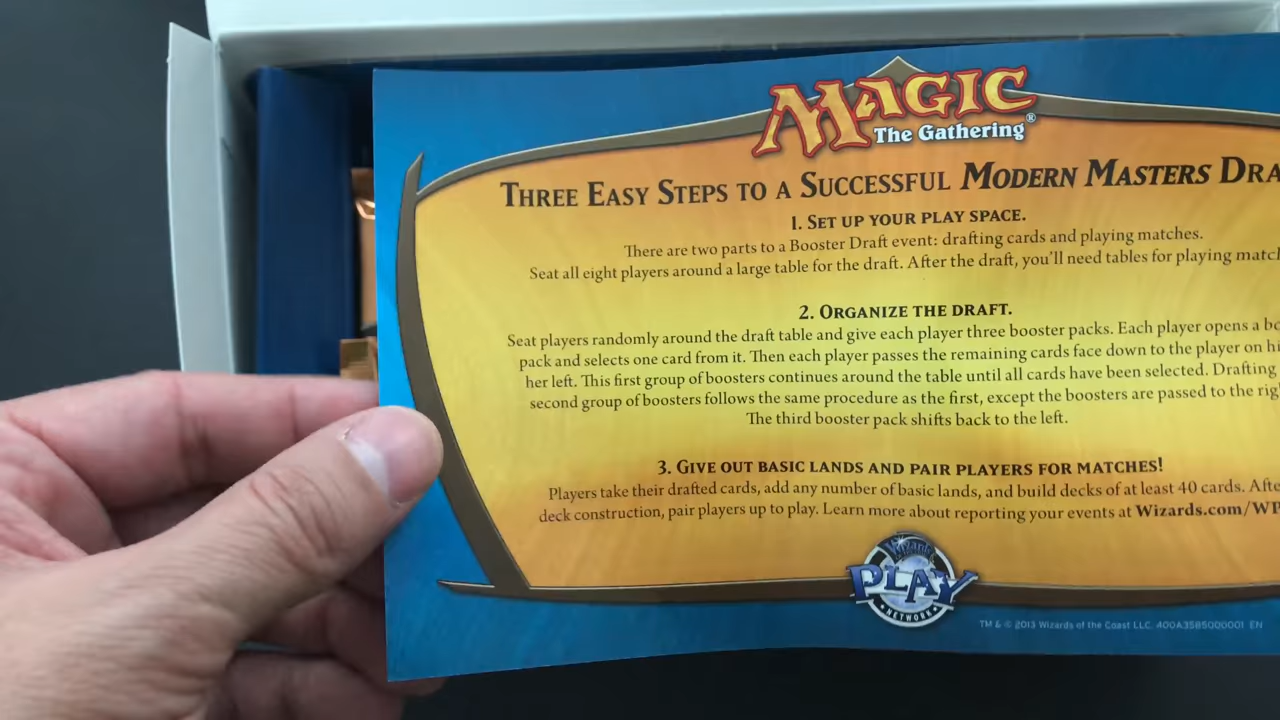 MAGIC
The Gathering®
THREE EASY STEPS TO A SUCCESSFUL MODERN MASTERS DRA
1. SET UP YOUR PLAY SPACE.
There are two parts to a Booster Draft event: drafting cards and playing matches.
Seat all eight players around a large table for the draft. After the draft, you'll need tables for playing matc
2. ORGANIZE THE DRAFT.
Seat players randomly around the draft table and give each player three booster packs. Each player opens a bo
pack and selects one card from it. Then each player passes the remaining cards face down to the player on hi
her left. This first group of boosters continues around the table until all cards have been selected. Drafting
second group of boosters follows the same procedure as the first, except the boosters are passed to the rig
The third booster pack shifts back to the left.
3. GIVE OUT BASIC LANDS AND PAIR PLAYERS FOR MATCHES!
Players take their drafted cards, add any number of basic lands, and build decks of at least 40 cards. Afte
deck construction, pair players up to play. Learn more about reporting your events at Wizards.com/WP
Wizards
PLAY
• NETWORK •
TM & © 2013 Wizards of the Coast LLC. 400A3585000001 EN